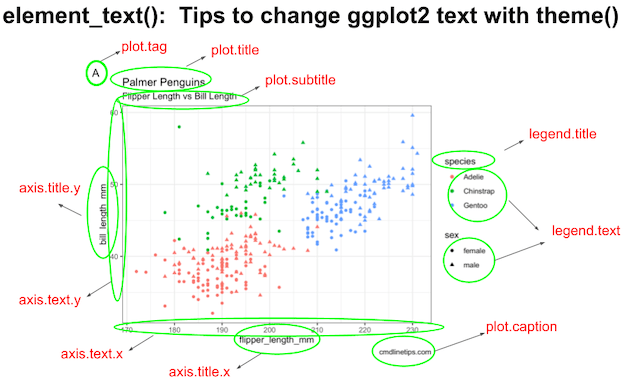 element_text():  Tips to change ggplot2 text with theme()
plot.tag
plot.title
A
Palmer Penguins
plot.subtitle
Flipper Length vs Bill Length
60
50
40
axis.title.y
bill_length_mm
axis.text.y
legend.title
species
Adelie
Chinstrap
Gentoo
legend.text
sex
female
male
170
180
190
200
210
220
230
flipper_length_mm
axis.text.x
axis.title.x
plot.caption
cmdlinetips.com